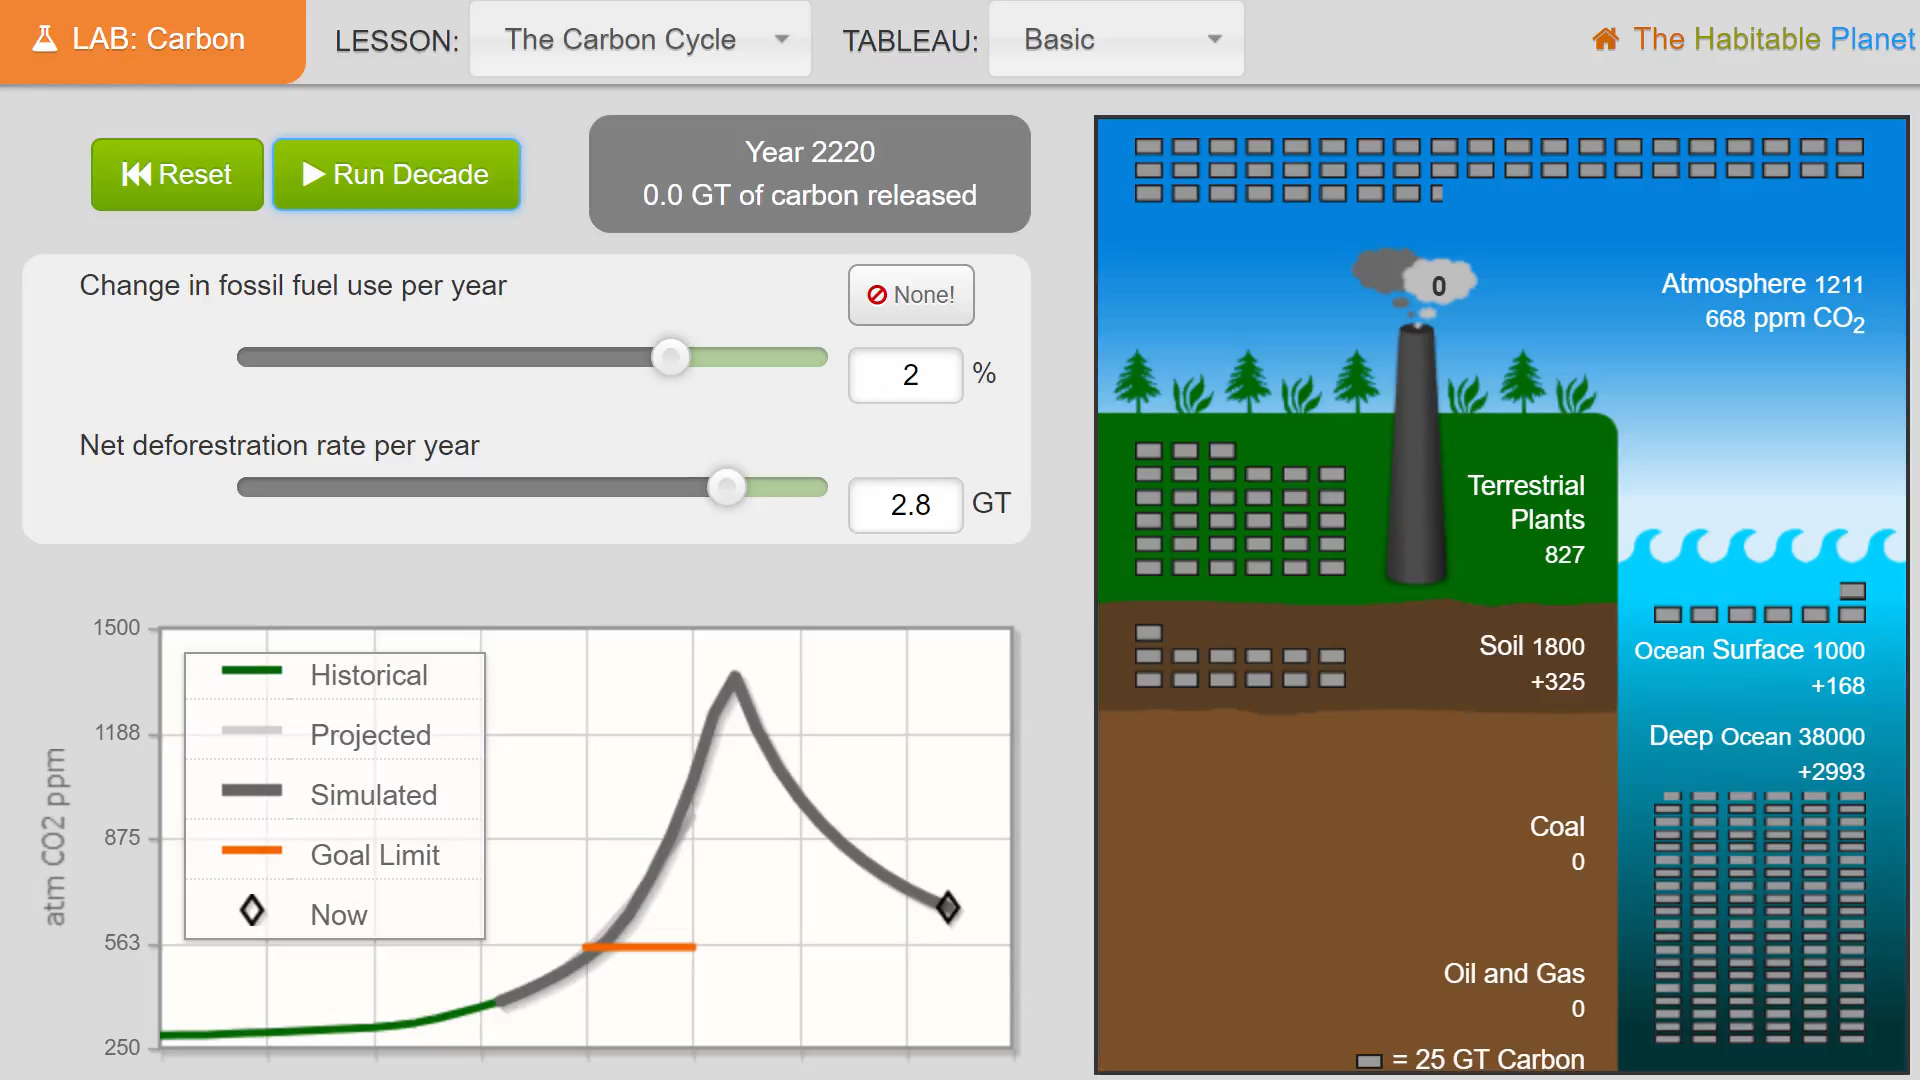 LAB: Carbon
LESSON:
The Carbon Cycle
TABLEAU:
Basic
The Habitable Planet
Reset
Run Decade
Year 2220
0.0 GT of carbon released
Change in fossil fuel use per year
None!
2 %
Net deforestration rate per year
2.8 GT
1500
1188
875
563
250
atm CO2 ppm
Historical
Projected
Simulated
Goal Limit
Now
0
Atmosphere 1211
668 ppm CO2
Terrestrial
Plants
827
Soil 1800
+325
Ocean Surface 1000
+168
Deep Ocean 38000
+2993
Coal
0
Oil and Gas
0
= 25 GT Carbon